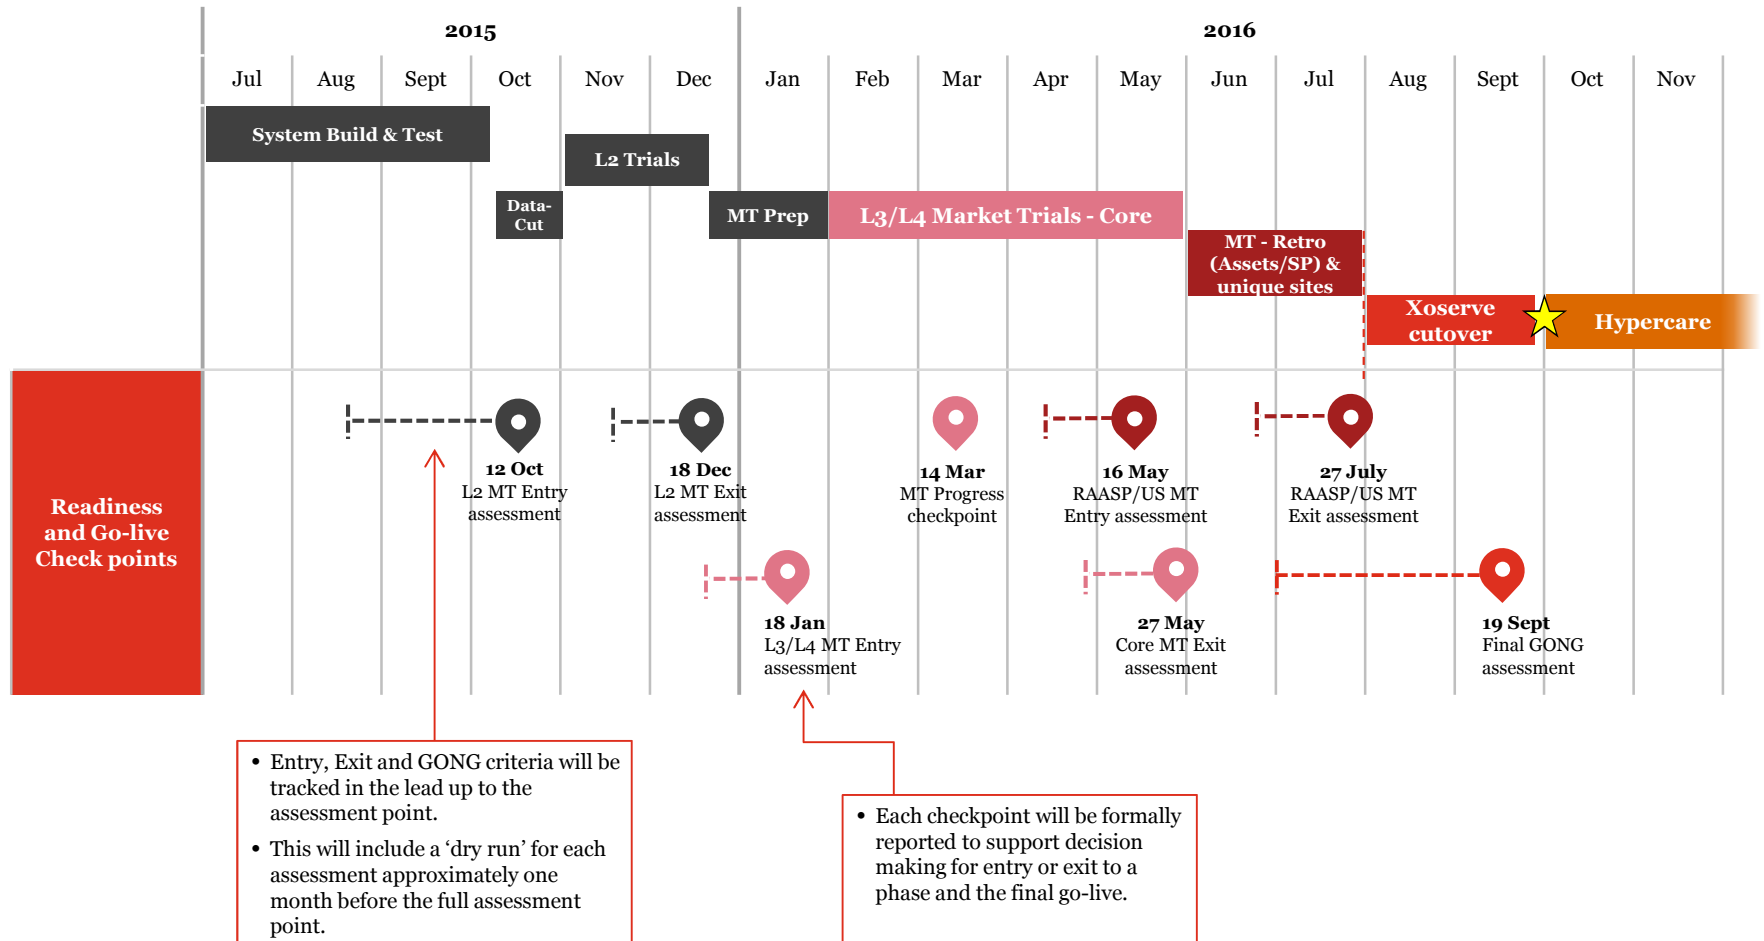 2015
2016
Jul
Aug
Sept
Oct
Nov
Dec
Jan
Feb
Mar
Apr
May
Jun
Jul
Aug
Sept
Oct
Nov
System Build & Test
L2 Trials
Data-
Cut
MT Prep
L3/L4 Market Trials - Core
MT - Retro
(Assets/SP) &
unique sites
Xoserve
cutover
Hypercare
Readiness
and Go-live
Check points
12 Oct
L2 MT Entry
assessment
18 Dec
L2 MT Exit
assessment
14 Mar
MT Progress
checkpoint
16 May
RAASP/US MT
Entry assessment
27 July
RAASP/US MT
Exit assessment
18 Jan
L3/L4 MT Entry
assessment
27 May
Core MT Exit
assessment
19 Sept
Final GONG
assessment
• Entry, Exit and GONG criteria will be
tracked in the lead up to the
assessment point.
• This will include a ‘dry run’ for each
assessment approximately one
month before the full assessment
point.
• Each checkpoint will be formally
reported to support decision
making for entry or exit to a
phase and the final go-live.